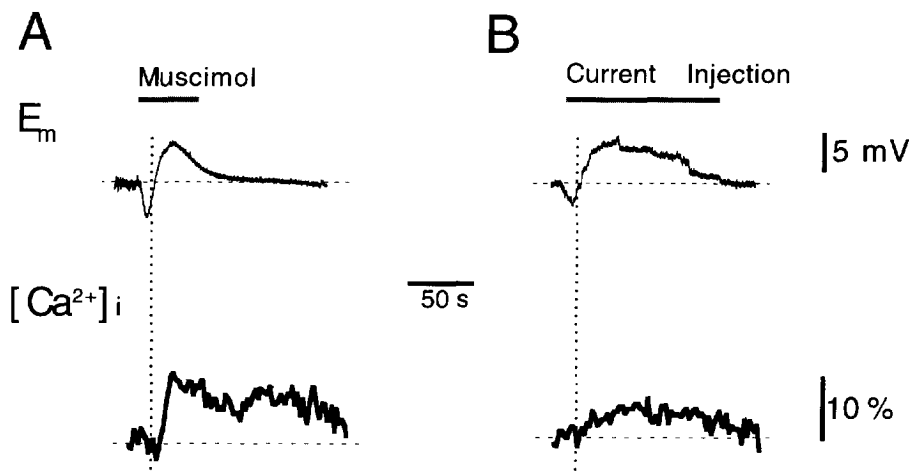 A
B
Muscimol
Current Injection
Em
5 mV
50 s
[Ca²⁺]i
10 %